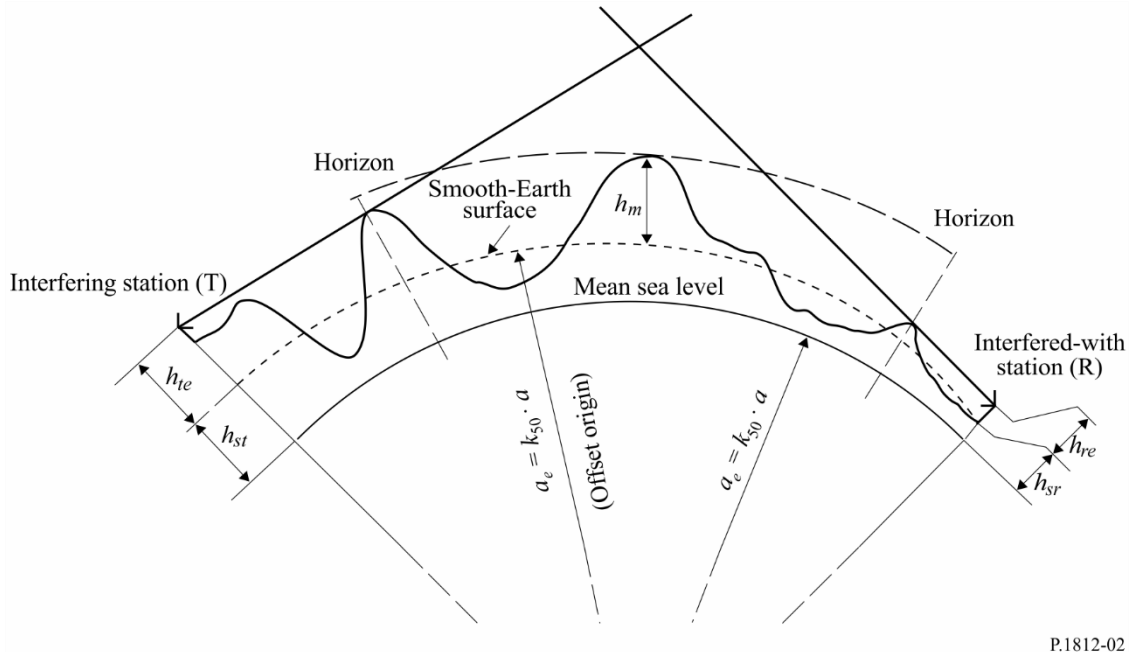 Horizon
Smooth-Earth
surface
h_m
Horizon
Interfering station (T)
Mean sea level
Interfered-with
station (R)
h_te
h_st
a_e = k_50 · a
(Offset origin)
a_e = k_50 · a
h_re
h_sr
P.1812-02